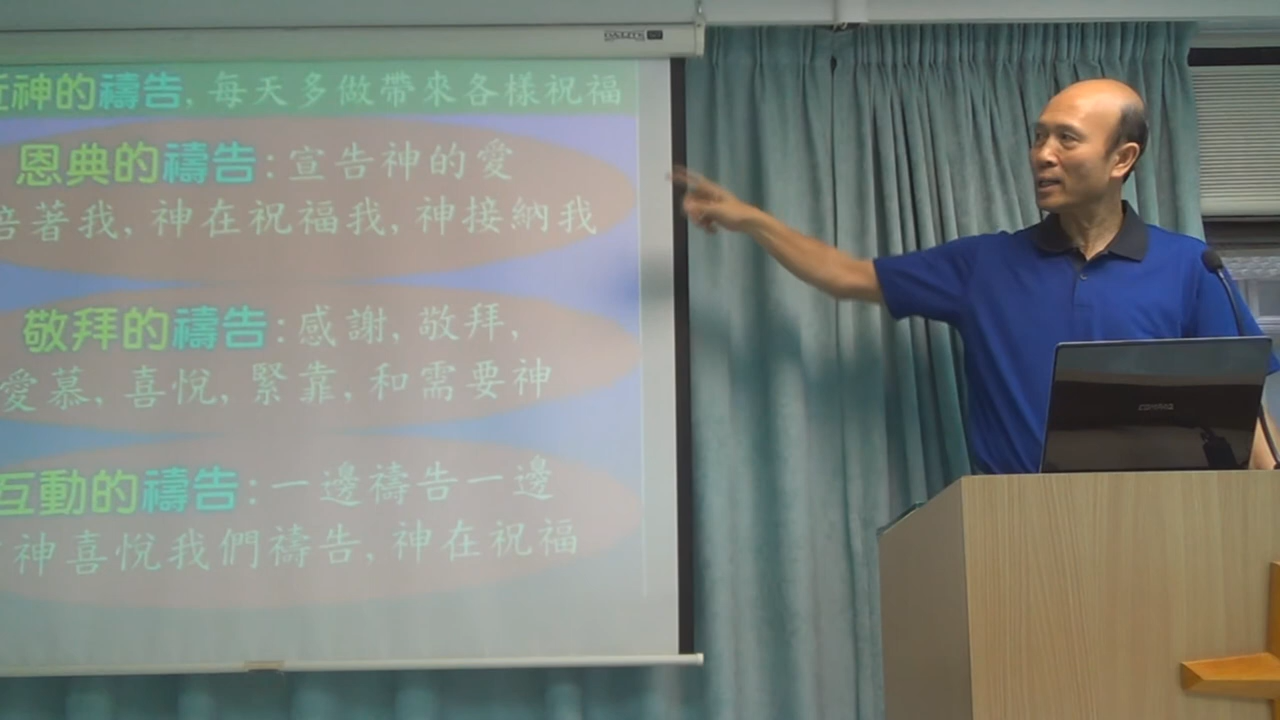 神的禱告, 每天多做帶來各樣祝福
恩典的禱告: 宣告神的愛
著我, 神在祝福我, 神接納我
敬拜的禱告: 感謝, 敬拜,
愛慕, 喜悅, 緊靠, 和需要神
互動的禱告: 一邊禱告一邊
神喜悅我們禱告, 神在祝福